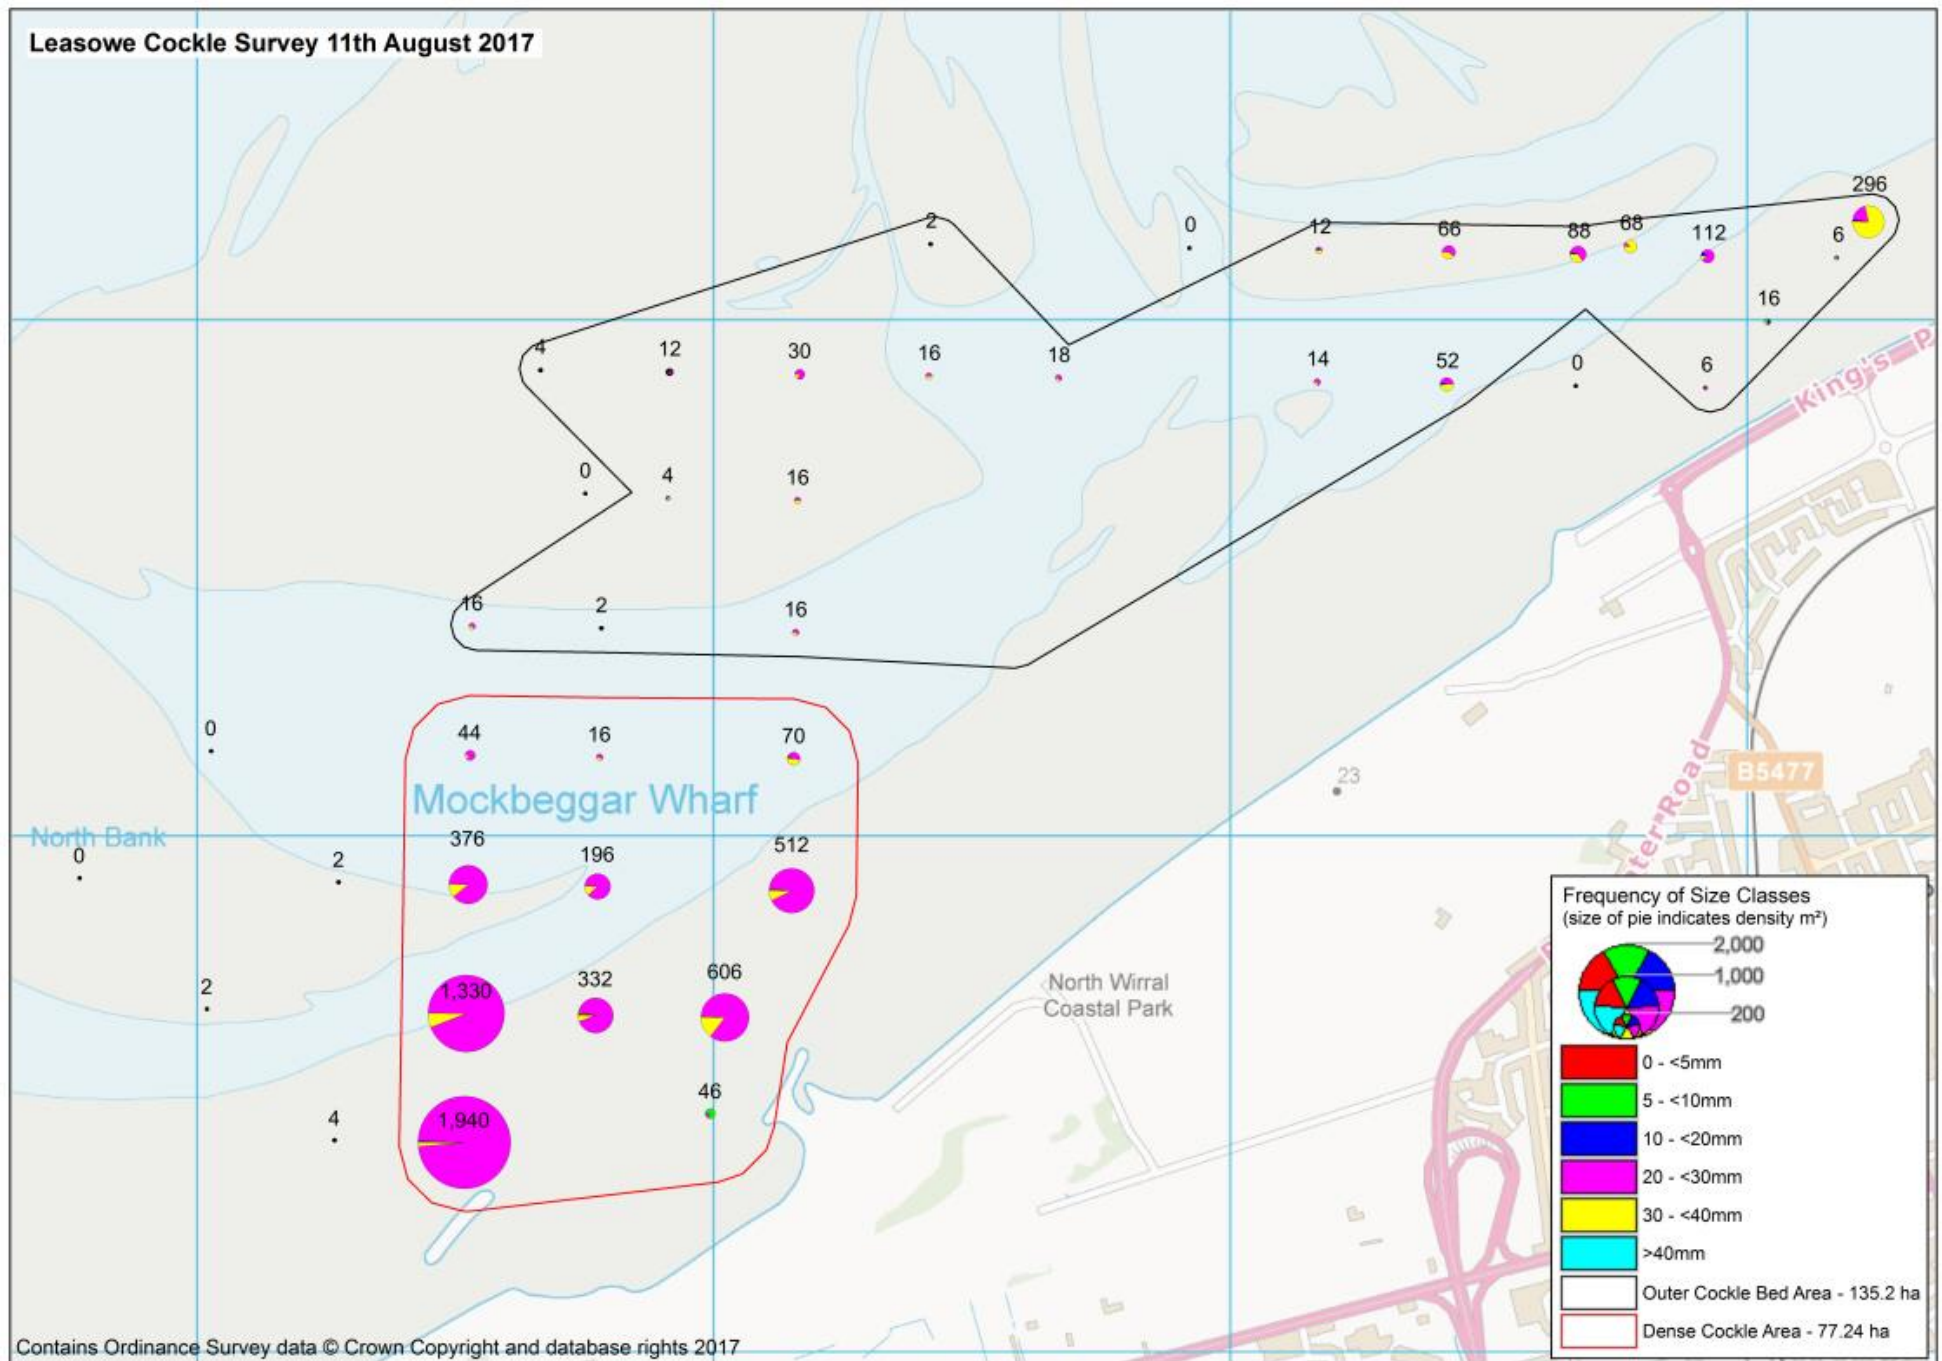 Leasowe Cockle Survey 11th August 2017
296
2
0
12
66
88
68
112
6
16
4
12
30
16
18
14
52
0
6
King's P
0
4
16
16
2
16
0
44
16
70
Mockbeggar Wharf
23
B5477
North Bank
0
2
376
196
512
2
1,330
332
606
North Wirral
Coastal Park
4
1,940
46
Frequency of Size Classes
(size of pie indicates density m²)
2,000
1,000
200
0 - <5mm
5 - <10mm
10 - <20mm
20 - <30mm
30 - <40mm
>40mm
Outer Cockle Bed Area - 135.2 ha
Dense Cockle Area - 77.24 ha
Contains Ordinance Survey data © Crown Copyright and database rights 2017